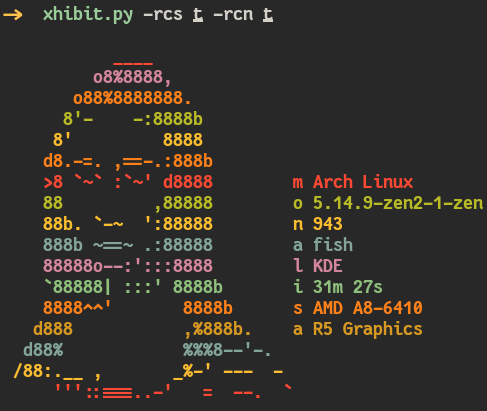 → xhibit.py -rcs t -rcn t
____
o8%8888,
o88%8888888.
8'-    -:8888b
8'         8888
d8.-=. ,==-.:888b
>8 `~` :`~' d8888        m Arch Linux
88         ,88888        o 5.14.9-zen2-1-zen
88b. `-~  ':88888        n 943
888b ~==~ .:88888        a fish
88888o--:':::8888        l KDE
`88888| :::' 8888b       i 31m 27s
8888^^'       8888b      s AMD A8-6410
d888           ,%888b.   a R5 Graphics
d88%            %%%8--'-.
/88:.__ ,       _%-' ---  -
'''::===..-'   =  --.  `